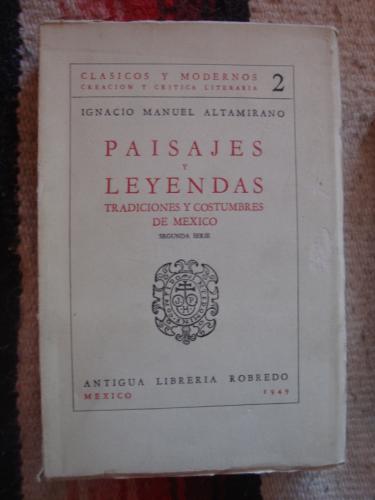 CLASICOS Y MODERNOS
CREACION Y CRITICA LITERARIA 2
IGNACIO MANUEL ALTAMIRANO
PAISAJES
Y
LEYENDAS
TRADICIONES Y COSTUMBRES
DE MEXICO
SEGUNDA SERIE
ANTIGUA LIBRERIA ROBREDO
MEXICO 1949